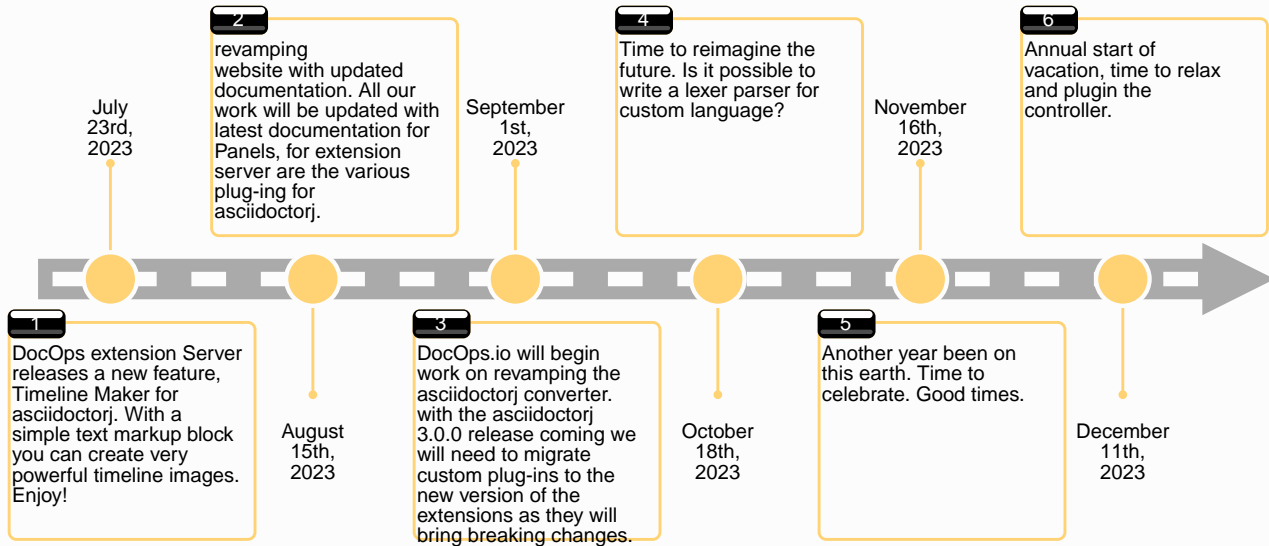 July
23rd,
2023
1
DocOps extension Server
releases a new feature,
Timeline Maker for
asciidoctorj. With a
simple text markup block
you can create very
powerful timeline images.
Enjoy!
2
revamping
website with updated
documentation. All our
work will be updated with
latest documentation for
Panels, for extension
server are the various
plug-ing for
asciidoctorj.
August
15th,
2023
September
1st,
2023
3
DocOps.io will begin
work on revamping the
asciidoctorj converter.
with the asciidoctorj
3.0.0 release coming we
will need to migrate
custom plug-ins to the
new version of the
extensions as they will
bring breaking changes.
4
Time to reimagine the
future. Is it possible to
write a lexer parser for
custom language?
October
18th,
2023
November
16th,
2023
5
Another year been on
this earth. Time to
celebrate. Good times.
6
Annual start of
vacation, time to relax
and plugin the
controller.
December
11th,
2023